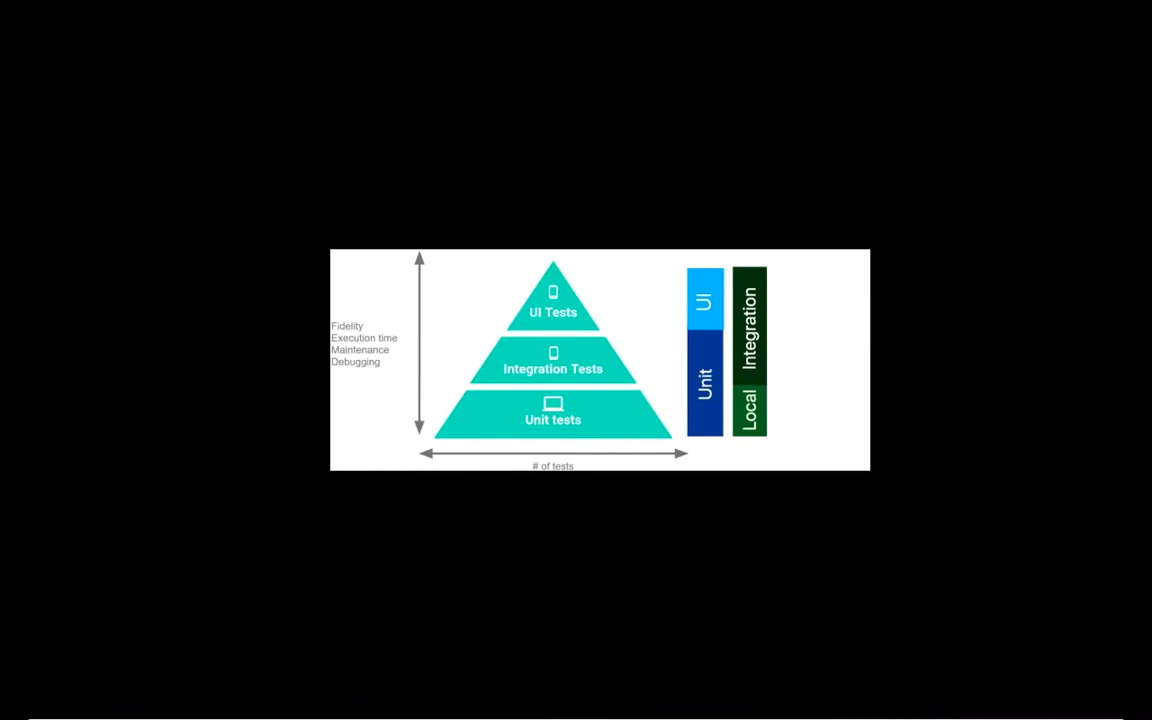 Fidelity
Execution time
Maintenance
Debugging
UI Tests
Integration Tests
Unit tests
# of tests
UI
Unit
Integration
Local